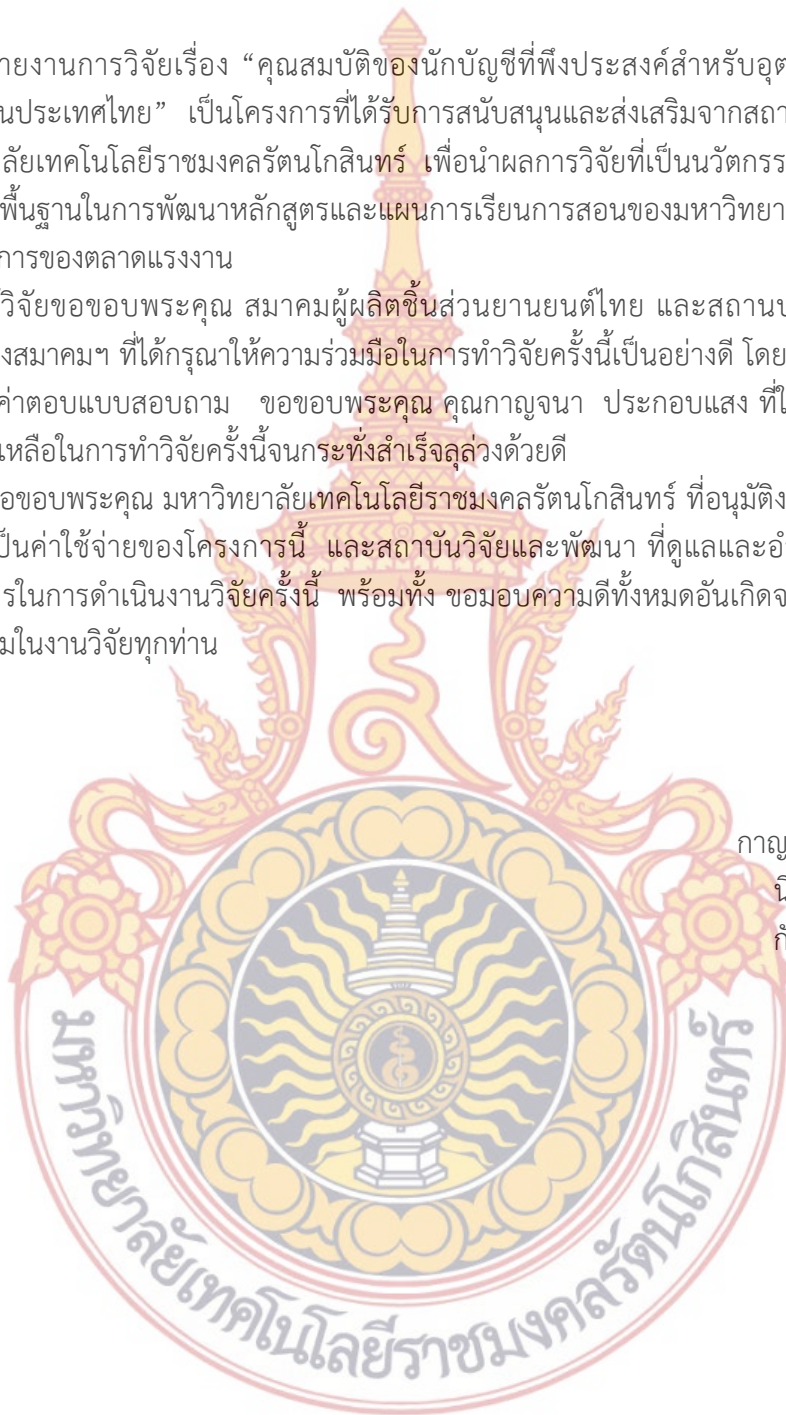 ายงานการวิจัยเรื่อง “คุณสมบัติของนักบัญชีที่พึงประสงค์สำหรับอุต
นประเทศไทย” เป็นโครงการที่ได้รับการสนับสนุนและส่งเสริมจากสถา
ลัยเทคโนโลยีราชมงคลรัตนโกสินทร์ เพื่อนำผลการวิจัยที่เป็นนวัตกรร
พื้นฐานในการพัฒนาหลักสูตรและแผนการเรียนการสอนของมหาวิทยา
การของตลาดแรงงาน
วิจัยขอขอบพระคุณ สมาคมผู้ผลิตชิ้นส่วนยานยนต์ไทย และสถานป
งสมาคมฯ ที่ได้กรุณาให้ความร่วมมือในการทำวิจัยครั้งนี้เป็นอย่างดี โดย
ค่าตอบแบบสอบถาม ขอขอบพระคุณ คุณกาญจนา ประกอบแสง ที่ใ
เหลือในการทำวิจัยครั้งนี้จนกระทั่งสำเร็จลุล่วงด้วยดี
อขอบพระคุณ มหาวิทยาลัยเทคโนโลยีราชมงคลรัตนโกสินทร์ ที่อนุมัติง
ป็นค่าใช้จ่ายของโครงการนี้ และสถาบันวิจัยและพัฒนา ที่ดูแลและอำ
รในการดำเนินงานวิจัยครั้งนี้ พร้อมทั้ง ขอมอบความดีทั้งหมดอันเกิดจ
มในงานวิจัยทุกท่าน
กาญ
นิ
กั
มหาวิทยาลัยเทคโนโลยีราชมงคลรัตนโกสินทร์